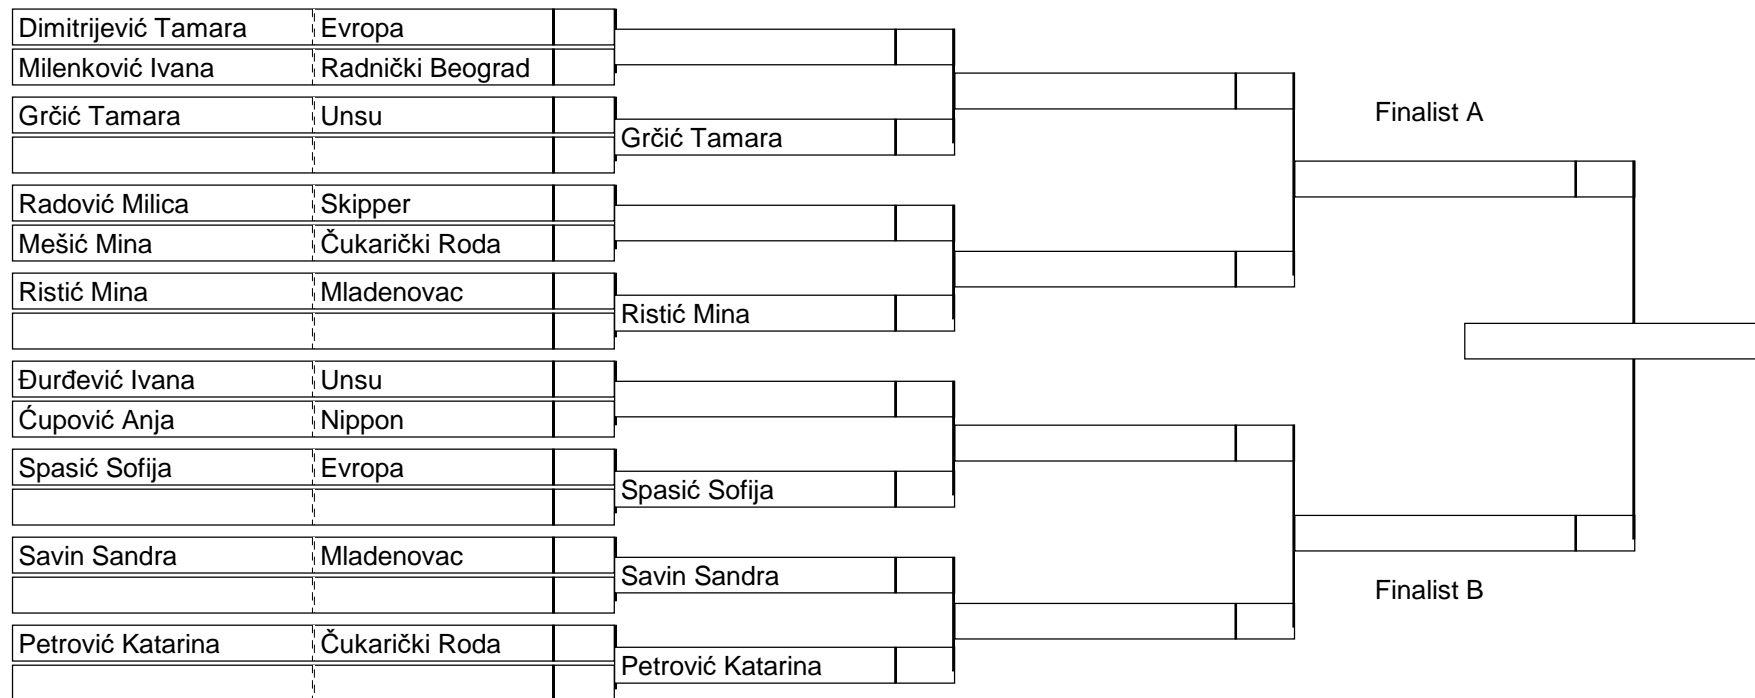 Dimitrijević Tamara Evropa
Milenković Ivana Radnički Beograd
Grčić Tamara Unsu
Finalist A
Grčić Tamara
Radović Milica Skipper
Mešić Mina Čukarički Roda
Ristić Mina Mladenovac
Ristić Mina
Đurđević Ivana Unsu
Ćupović Anja Nippon
Spasić Sofija Evropa
Spasić Sofija
Savin Sandra Mladenovac
Savin Sandra
Finalist B
Petrović Katarina Čukarički Roda
Petrović Katarina